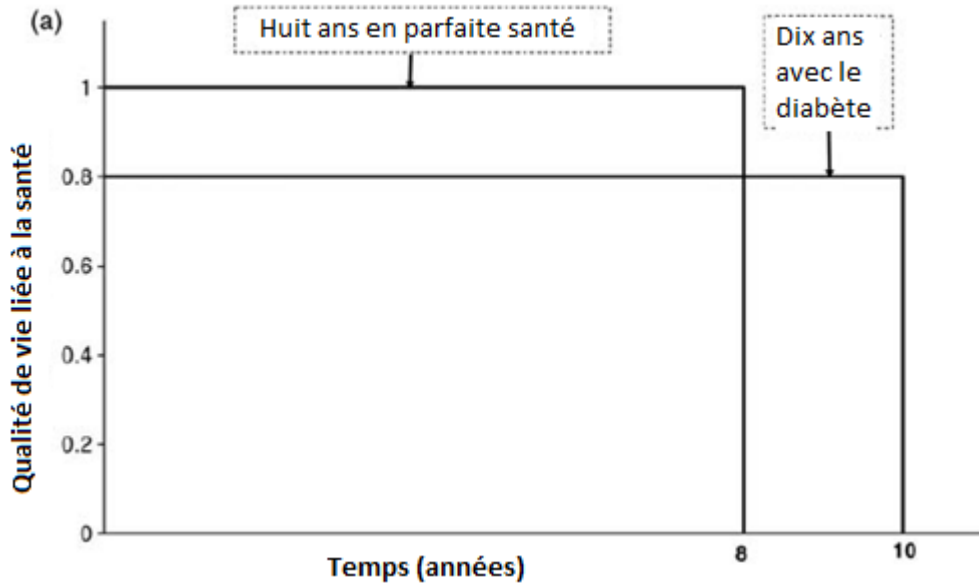 (a)
Huit ans en parfaite santé
Dix ans
avec le
diabète
Qualité de vie liée à la santé
1
0.8
0.6
0.4
0.2
0
8
10
Temps (années)